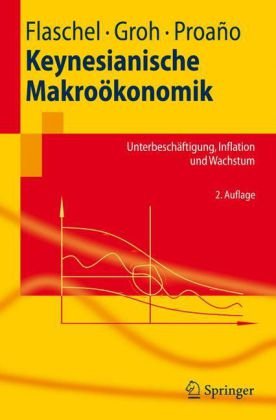 Flaschel · Groh · Proaño
Keynesianische
Makroökonomik
Unterbeschäftigung, Inflation
und Wachstum
2. Auflage
Springer